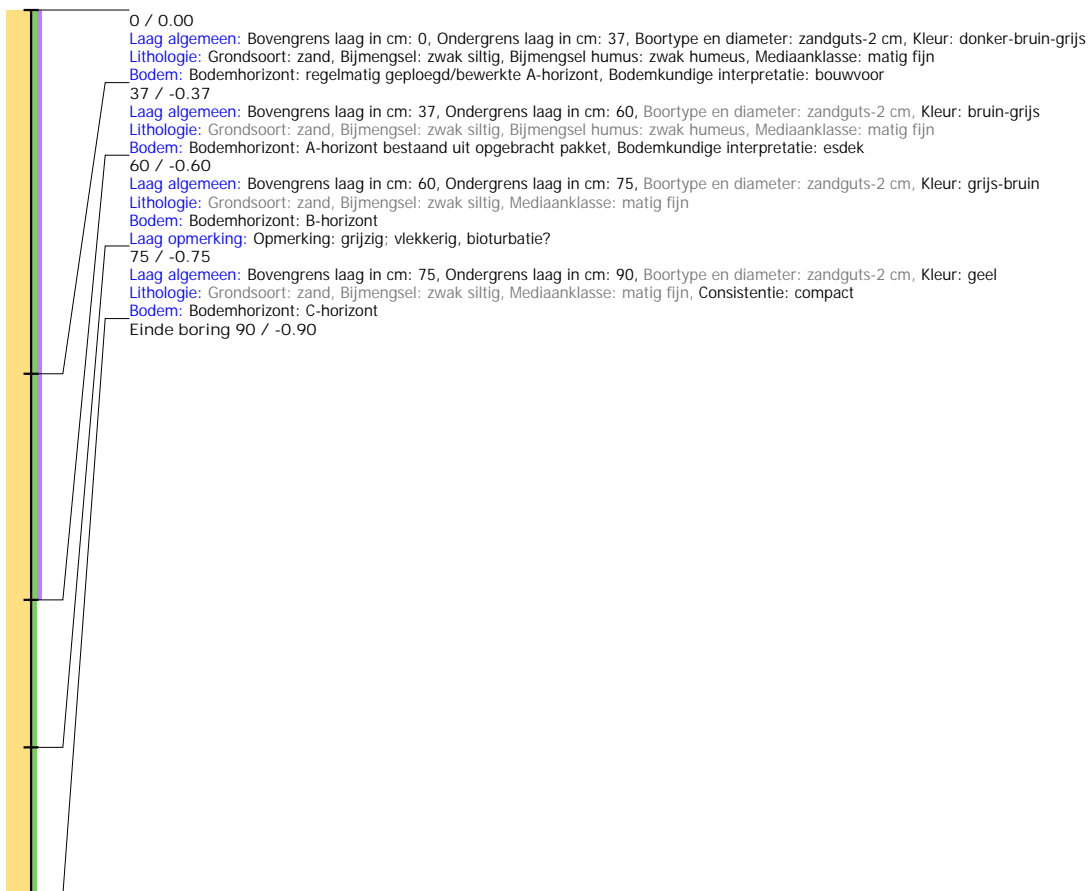 0 / 0.00
Laag algemeen: Bovengrens laag in cm: 0, Ondergrens laag in cm: 37, Boortype en diameter: zandguts-2 cm, Kleur: donker-bruin-grijs
Lithologie: Grondsoort: zand, Bijmengsel: zwak siltig, Bijmengsel humus: zwak humeus, Mediaanklasse: matig fijn
Bodem: Bodemhorizont: regelmatig geploegd/bewerkte A-horizont, Bodemkundige interpretatie: bouwvoor
37 / -0.37
Laag algemeen: Bovengrens laag in cm: 37, Ondergrens laag in cm: 60, Boortype en diameter: zandguts-2 cm, Kleur: bruin-grijs
Lithologie: Grondsoort: zand, Bijmengsel: zwak siltig, Bijmengsel humus: zwak humeus, Mediaanklasse: matig fijn
Bodem: Bodemhorizont: A-horizont bestaand uit opgebracht pakket, Bodemkundige interpretatie: esdek
60 / -0.60
Laag algemeen: Bovengrens laag in cm: 60, Ondergrens laag in cm: 75, Boortype en diameter: zandguts-2 cm, Kleur: grijs-bruin
Lithologie: Grondsoort: zand, Bijmengsel: zwak siltig, Mediaanklasse: matig fijn
Bodem: Bodemhorizont: B-horizont
Laag opmerking: Opmerking: grijzig; vlekkerig, bioturbatie?
75 / -0.75
Laag algemeen: Bovengrens laag in cm: 75, Ondergrens laag in cm: 90, Boortype en diameter: zandguts-2 cm, Kleur: geel
Lithologie: Grondsoort: zand, Bijmengsel: zwak siltig, Mediaanklasse: matig fijn, Consistentie: compact
Bodem: Bodemhorizont: C-horizont
Einde boring 90 / -0.90